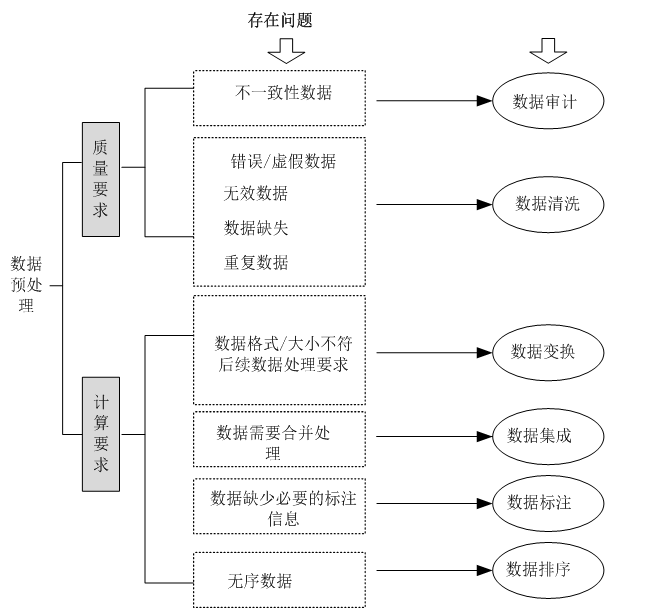 存在问题
数据
预处
理
质
量
要
求
不一致性数据
数据审计
错误/虚假数据
无效数据
数据缺失
重复数据
数据清洗
计
算
要
求
数据格式/大小不符
后续数据处理要求
数据变换
数据需要合并处
理
数据集成
数据缺少必要的标注
信息
数据标注
无序数据
数据排序